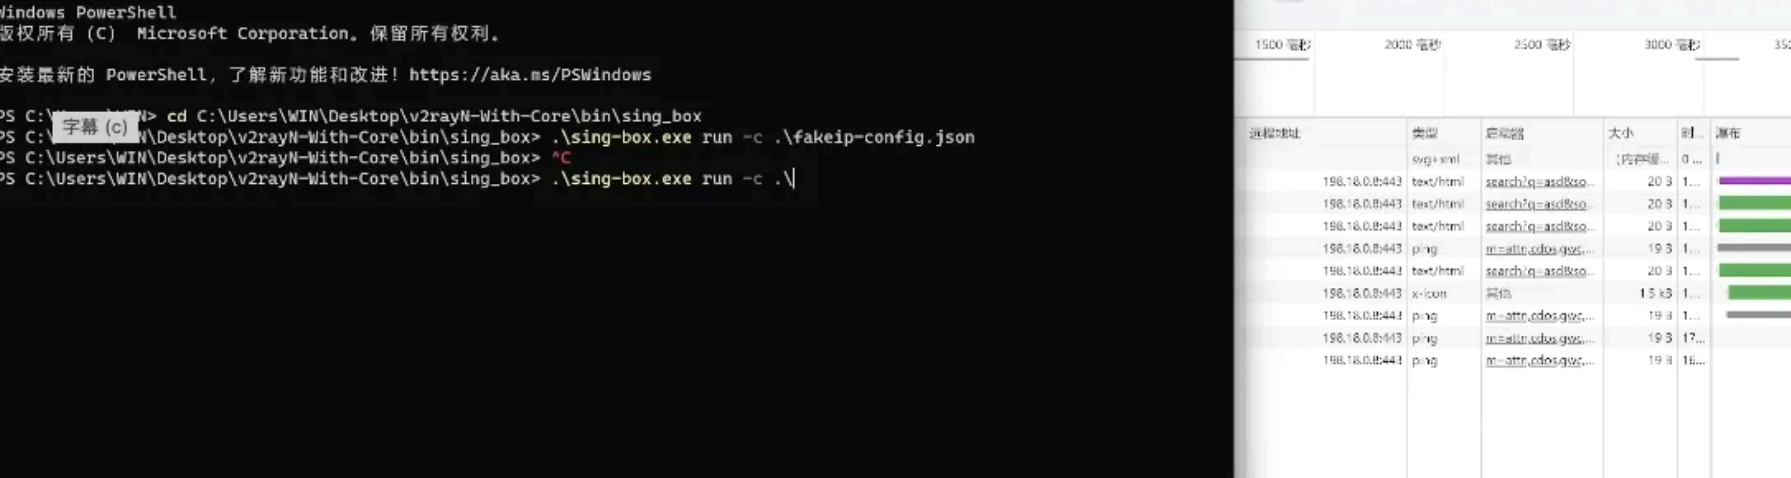 Windows PowerShell
版权所有 (C) Microsoft Corporation。保留所有权利。
安装最新的 PowerShell，了解新功能和改进！https://aka.ms/PSWindows
PS C:\ > cd C:\Users\WIN\Desktop\v2rayN-With-Core\bin\sing_box
字幕 (c)
PS C:\Users\WIN\Desktop\v2rayN-With-Core\bin\sing_box> .\sing-box.exe run -c .\fakeip-config.json
PS C:\Users\WIN\Desktop\v2rayN-With-Core\bin\sing_box> ^C
PS C:\Users\WIN\Desktop\v2rayN-With-Core\bin\sing_box> .\sing-box.exe run -c .\
1500 毫秒 2000 毫秒 2500 毫秒 3000 毫秒
远程地址 类型 启动器 大小 时... 瀑布
svg+xml 其他 (内存缓... 0...
198.18.0.8:443 text/html search?q=asd&so... 20 B 1...
198.18.0.8:443 text/html search?q=asd&so... 20 B 1...
198.18.0.8:443 text/html search?q=asd&so... 20 B 1...
198.18.0.8:443 ping m=attn,cdos,gwc,... 19 B 1...
198.18.0.8:443 text/html search?q=asd&so... 20 B 1...
198.18.0.8:443 x-icon 其他 1.5 kB 1...
198.18.0.8:443 ping m=attn,cdos,gwc,... 19 B 1...
198.18.0.8:443 ping m=attn,cdos,gwc,... 19 B 17...
198.18.0.8:443 ping m=attn,cdos,gwc,... 19 B 16...